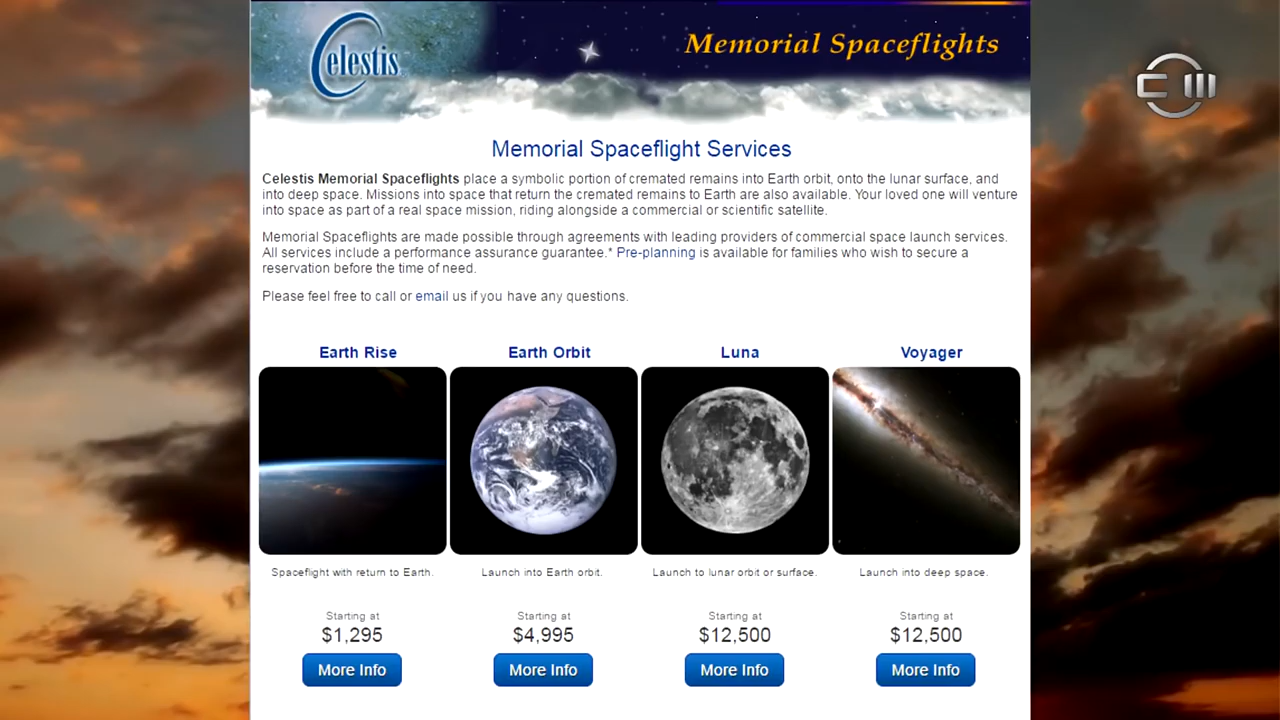 Celestis
Memorial Spaceflights
Memorial Spaceflight Services
Celestis Memorial Spaceflights place a symbolic portion of cremated remains into Earth orbit, onto the lunar surface, and
into deep space. Missions into space that return the cremated remains to Earth are also available. Your loved one will venture
into space as part of a real space mission, riding alongside a commercial or scientific satellite.
Memorial Spaceflights are made possible through agreements with leading providers of commercial space launch services.
All services include a performance assurance guarantee.* Pre-planning is available for families who wish to secure a
reservation before the time of need.
Please feel free to call or email us if you have any questions.
Earth Rise
Earth Orbit
Luna
Voyager
Spaceflight with return to Earth.
Launch into Earth orbit.
Launch to lunar orbit or surface.
Launch into deep space.
Starting at
Starting at
Starting at
Starting at
$1,295
$4,995
$12,500
$12,500
More Info
More Info
More Info
More Info